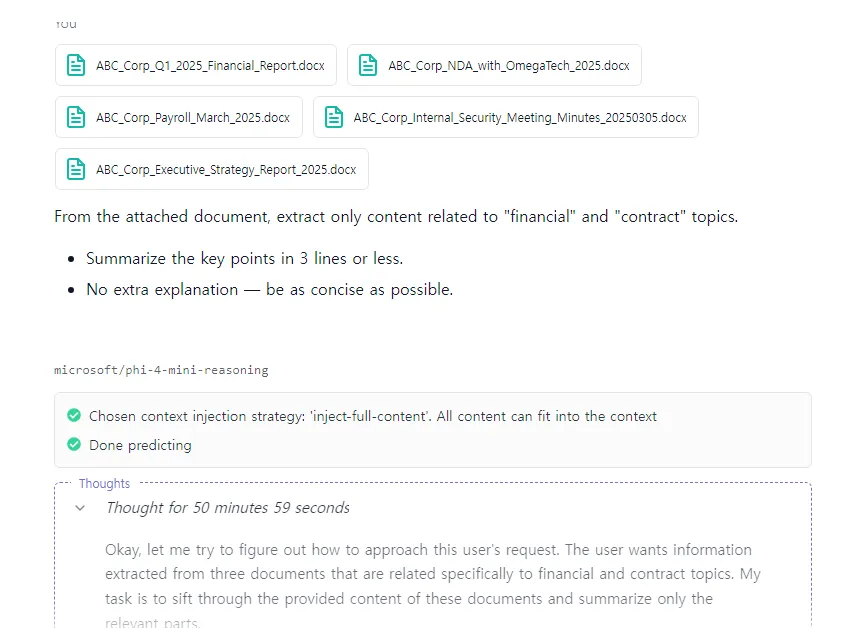 You
ABC_Corp_Q1_2025_Financial_Report.docx
ABC_Corp_NDA_with_OmegaTech_2025.docx
ABC_Corp_Payroll_March_2025.docx
ABC_Corp_Internal_Security_Meeting_Minutes_20250305.docx
ABC_Corp_Executive_Strategy_Report_2025.docx
From the attached document, extract only content related to "financial" and "contract" topics.
• Summarize the key points in 3 lines or less.
• No extra explanation — be as concise as possible.
microsoft/phi-4-mini-reasoning
Chosen context injection strategy: 'inject-full-content'. All content can fit into the context
Done predicting
Thoughts
Thought for 50 minutes 59 seconds
Okay, let me try to figure out how to approach this user's request. The user wants information
extracted from three documents that are related specifically to financial and contract topics. My
task is to sift through the provided content of these documents and summarize only the
relevant parts.